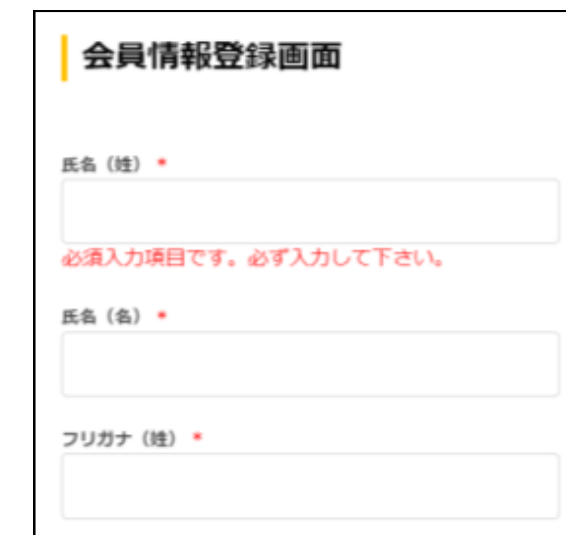 会員情報登録画面
氏名（姓） *
必須入力項目です。必ず入力して下さい。
氏名（名） *
フリガナ（姓） *